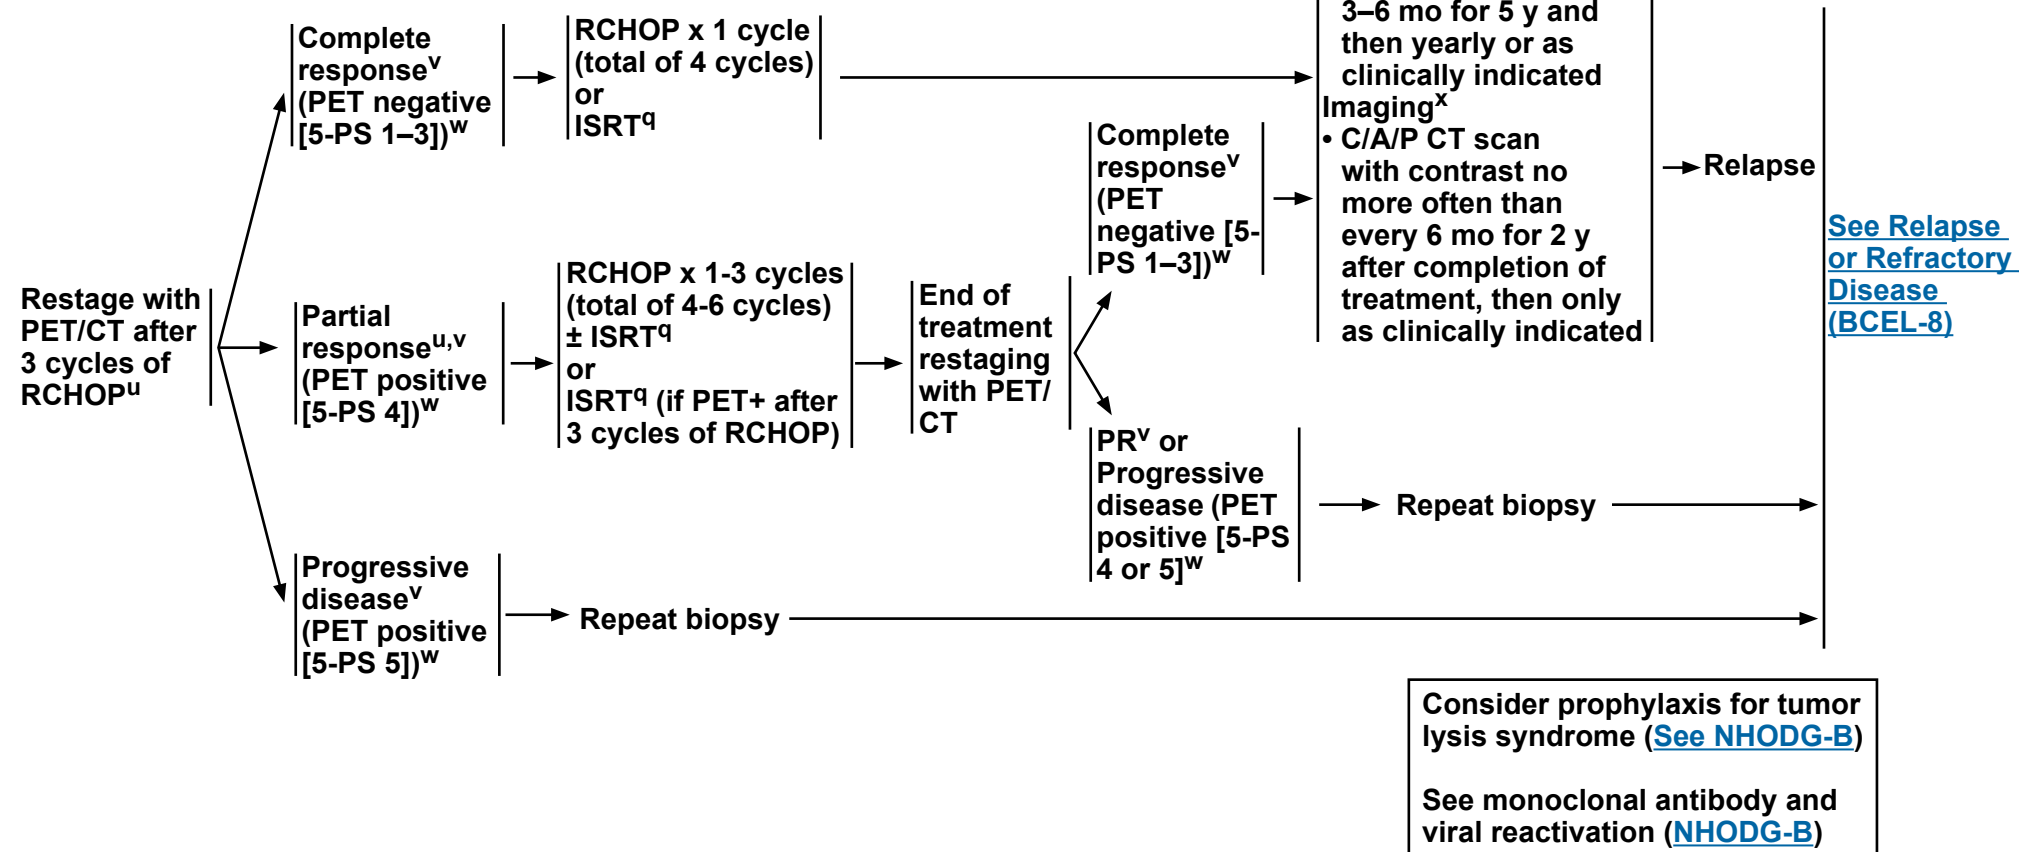 Restage with
PET/CT after
3 cycles of
RCHOPᵘ
Complete
responseᵛ
(PET negative
[5-PS 1–3])ʷ
RCHOP x 1 cycle
(total of 4 cycles)
or
ISRTq
Partial
responseᵘ,ᵛ
(PET positive
[5-PS 4])ʷ
RCHOP x 1-3 cycles
(total of 4-6 cycles)
± ISRTq
or
ISRTq (if PET+ after
3 cycles of RCHOP)
End of
treatment
restaging
with PET/
CT
Complete
responseᵛ
(PET
negative [5-
PS 1–3])ʷ
PRᵛ or
Progressive
disease (PET
positive [5-PS
4 or 5]ʷ
Repeat biopsy
Progressive
diseaseᵛ
(PET positive
[5-PS 5])ʷ
Repeat biopsy
3–6 mo for 5 y and
then yearly or as
clinically indicated
Imagingˣ
• C/A/P CT scan
with contrast no
more often than
every 6 mo for 2 y
after completion of
treatment, then only
as clinically indicated
Relapse
See Relapse
or Refractory
Disease
(BCEL-8)
Consider prophylaxis for tumor
lysis syndrome (See NHODG-B)
See monoclonal antibody and
viral reactivation (NHODG-B)